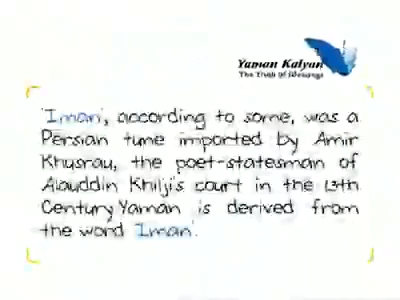 Yaman Kalyan
The Truth of Blessings
'Iman', according to some, was a
Persian tune imported by Amir
Khusrau, the poet-statesman of
Alauddin Khilji's court in the 13th
Century Yaman is derived from
the word 'Iman'.